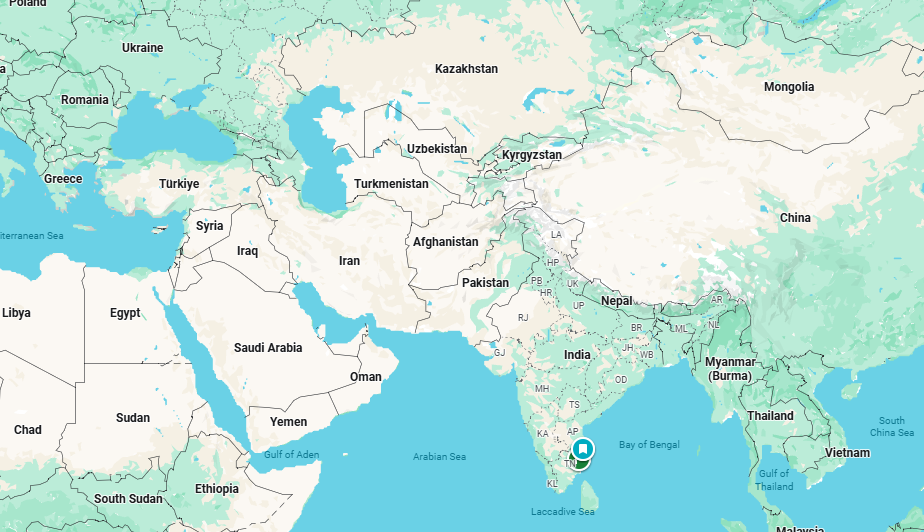 Poland
Ukraine
Kazakhstan
Mongolia
Romania
Uzbekistan
Kyrgyzstan
Greece
Türkiye
Turkmenistan
China
Syria
LA
iterranean Sea
Iraq
Afghanistan
Iran
HP
Pakistan
PB
UK
HR
Nepal
AR
UP
Libya
Egypt
RJ
BR
ML
NL
Saudi Arabia
GJ
India
JH
WB
Myanmar
(Burma)
Oman
OD
MH
TS
Sudan
Yemen
Thailand
South
China Sea
Chad
KA
AP
Bay of Bengal
Gulf of Aden
Arabian Sea
Vietnam
TN
Gulf of
Thailand
KL
Ethiopia
South Sudan
Laccadive Sea
Malaysia